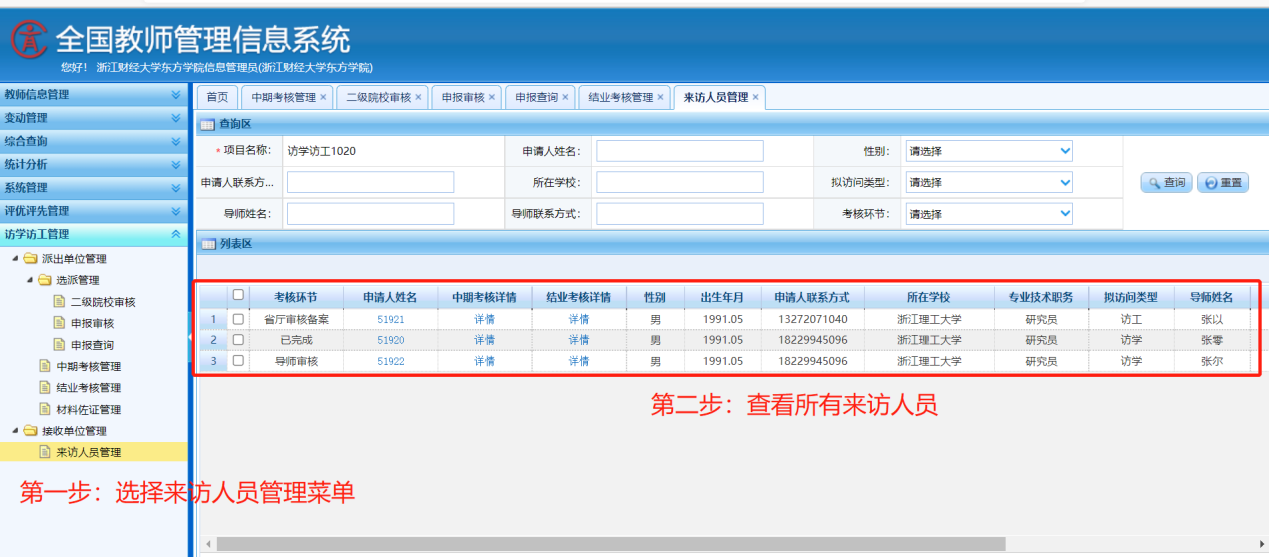 全国教师管理信息系统
您好！ 浙江财经大学东方学院信息管理员(浙江财经大学东方学院)
教师信息管理
变动管理
综合查询
统计分析
系统管理
评优评先管理
访学访工管理
派出单位管理
选派管理
二级院校审核
申报审核
申报查询
中期考核管理
结业考核管理
材料佐证管理
接收单位管理
来访人员管理
首页 中期考核管理 × 二级院校审核 × 申报审核 × 申报查询 × 结业考核管理 × 来访人员管理 ×
查询区
* 项目名称: 访学访工1020 申请人姓名: 性别: 请选择
申请人联系方... 所在学校: 拟访问类型: 请选择 查询 重置
导师姓名: 导师联系方式: 考核环节: 请选择
列表区
考核环节 申请人姓名 中期考核详情 结业考核详情 性别 出生年月 申请人联系方式 所在学校 专业技术职务 拟访问类型 导师姓名
1 省厅审核备案 51921 详情 详情 男 1991.05 13272071040 浙江理工大学 研究员 访工 张以
2 已完成 51920 详情 详情 男 1991.05 18229945096 浙江理工大学 研究员 访学 张零
3 导师审核 51922 详情 详情 男 1991.05 18229945096 浙江理工大学 研究员 访学 张尔
第二步：查看所有来访人员
第一步：选择来访人员管理菜单